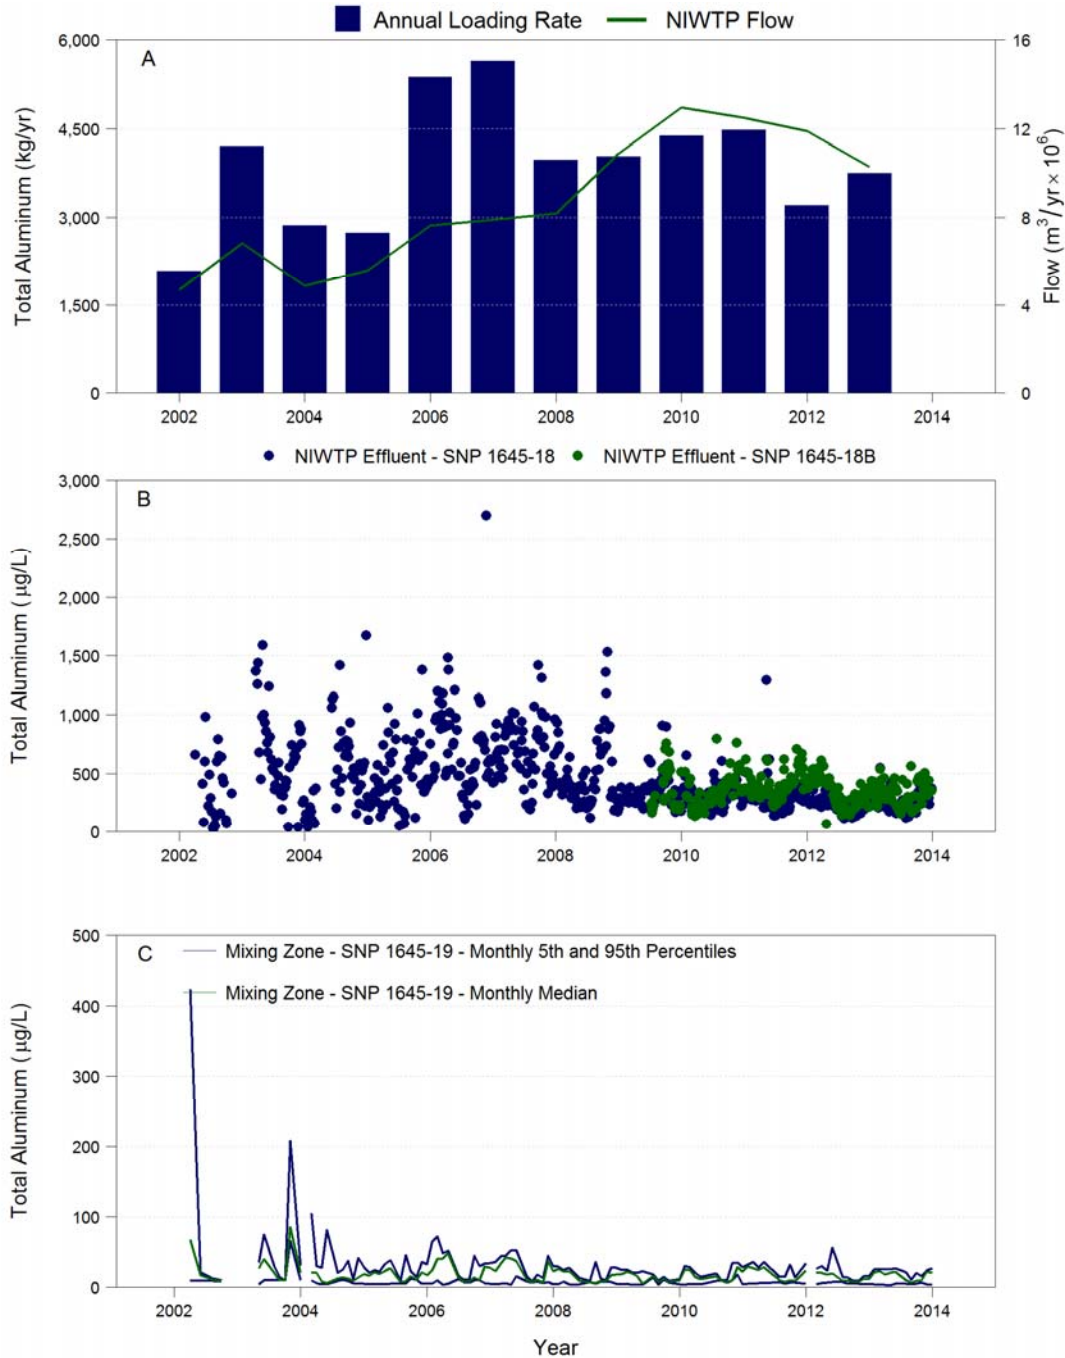 Annual Loading Rate NIWTP Flow
A
6,000
4,500
3,000
1,500
0
Total Aluminum (kg/yr)
16
12
8
4
0
Flow (m³/yr × 10⁶)
2002 2004 2006 2008 2010 2012 2014
NIWTP Effluent - SNP 1645-18 NIWTP Effluent - SNP 1645-18B
B
3,000
2,500
2,000
1,500
1,000
500
0
Total Aluminum (μg/L)
2002 2004 2006 2008 2010 2012 2014
C
Mixing Zone - SNP 1645-19 - Monthly 5th and 95th Percentiles
Mixing Zone - SNP 1645-19 - Monthly Median
500
400
300
200
100
0
Total Aluminum (μg/L)
2002 2004 2006 2008 2010 2012 2014
Year